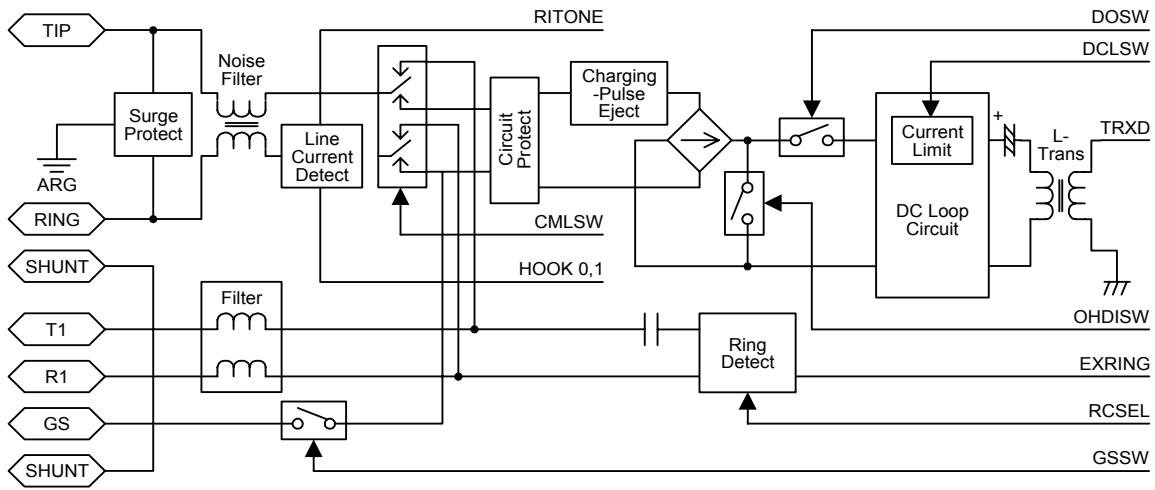 TIP
RITONE
DOSW
DCLSW
Noise
Filter
Charging
-Pulse
Eject
Surge
Protect
Line
Current
Detect
Circuit
Protect
Current
Limit
+
L-
Trans
TRXD
ARG
RING
CMLSW
DC Loop
Circuit
SHUNT
HOOK 0,1
Filter
T1
OHDISW
Ring
Detect
R1
EXRING
GS
RCSEL
SHUNT
GSSW